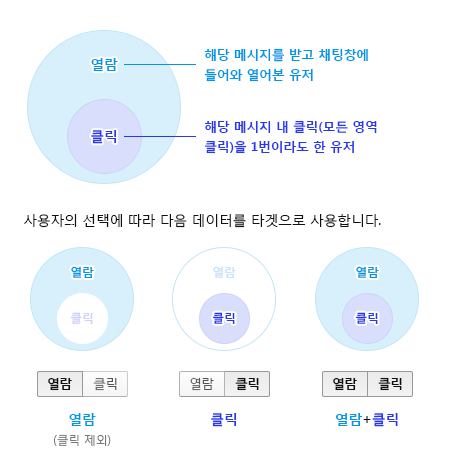 열람
해당 메시지를 받고 채팅창에
들어와 열어본 유저
클릭
해당 메시지 내 클릭(모든 영역
클릭)을 1번이라도 한 유저
사용자의 선택에 따라 다음 데이터를 타겟으로 사용합니다.
열람 열람 열람
클릭 클릭 클릭
열람 클릭 열람 클릭 열람 클릭
열람 클릭 열람+클릭
(클릭 제외)